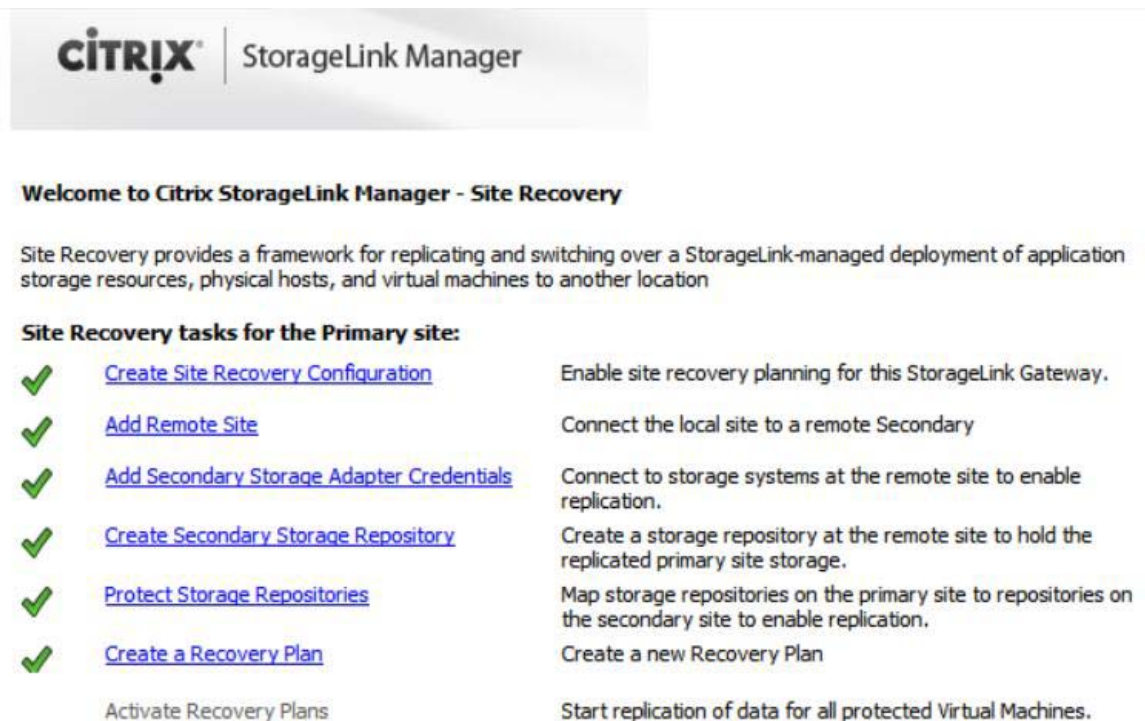 CİTRIX® StorageLink Manager
Welcome to Citrix StorageLink Manager - Site Recovery
Site Recovery provides a framework for replicating and switching over a StorageLink-managed deployment of application
storage resources, physical hosts, and virtual machines to another location
Site Recovery tasks for the Primary site:
Create Site Recovery Configuration Enable site recovery planning for this StorageLink Gateway.
Add Remote Site Connect the local site to a remote Secondary
Add Secondary Storage Adapter Credentials Connect to storage systems at the remote site to enable
replication.
Create Secondary Storage Repository Create a storage repository at the remote site to hold the
replicated primary site storage.
Protect Storage Repositories Map storage repositories on the primary site to repositories on
the secondary site to enable replication.
Create a Recovery Plan Create a new Recovery Plan
Activate Recovery Plans Start replication of data for all protected Virtual Machines.